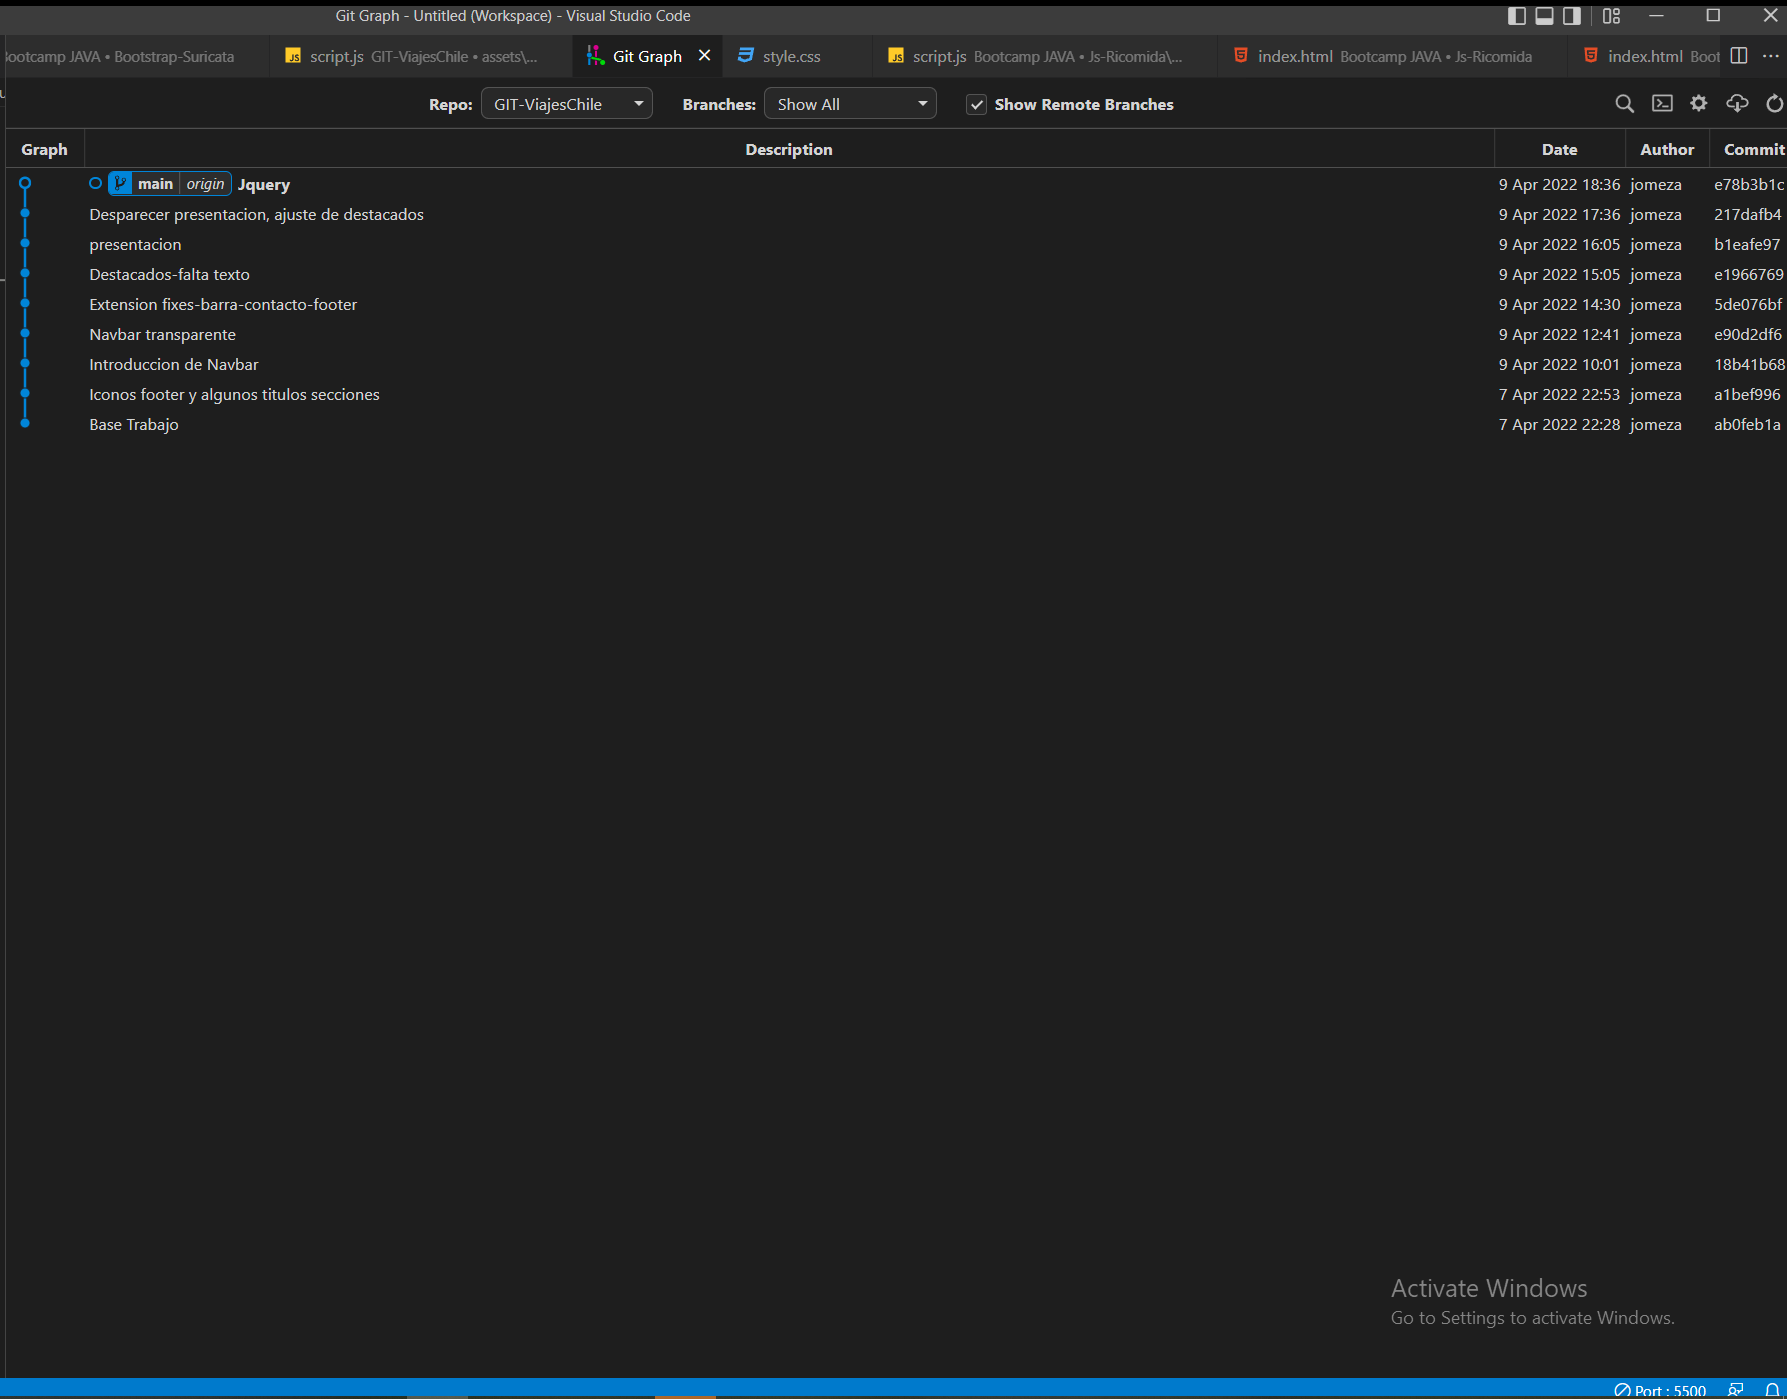 Git Graph - Untitled (Workspace) - Visual Studio Code
Bootcamp JAVA • Bootstrap-Suricata script.js GIT-ViajesChile • assets\... Git Graph style.css script.js Bootcamp JAVA • Js-Ricomida\... index.html Bootcamp JAVA • Js-Ricomida index.html Boot
Repo: GIT-ViajesChile Branches: Show All Show Remote Branches
Graph Description Date Author Commit
main origin Jquery 9 Apr 2022 18:36 jomeza e78b3b1c
Desparecer presentacion, ajuste de destacados 9 Apr 2022 17:36 jomeza 217dafb4
presentacion 9 Apr 2022 16:05 jomeza b1eafe97
Destacados-falta texto 9 Apr 2022 15:05 jomeza e1966769
Extension fixes-barra-contacto-footer 9 Apr 2022 14:30 jomeza 5de076bf
Navbar transparente 9 Apr 2022 12:41 jomeza e90d2df6
Introduccion de Navbar 9 Apr 2022 10:01 jomeza 18b41b68
Iconos footer y algunos titulos secciones 7 Apr 2022 22:53 jomeza a1bef996
Base Trabajo 7 Apr 2022 22:28 jomeza ab0feb1a
Activate Windows
Go to Settings to activate Windows.
Port : 5500